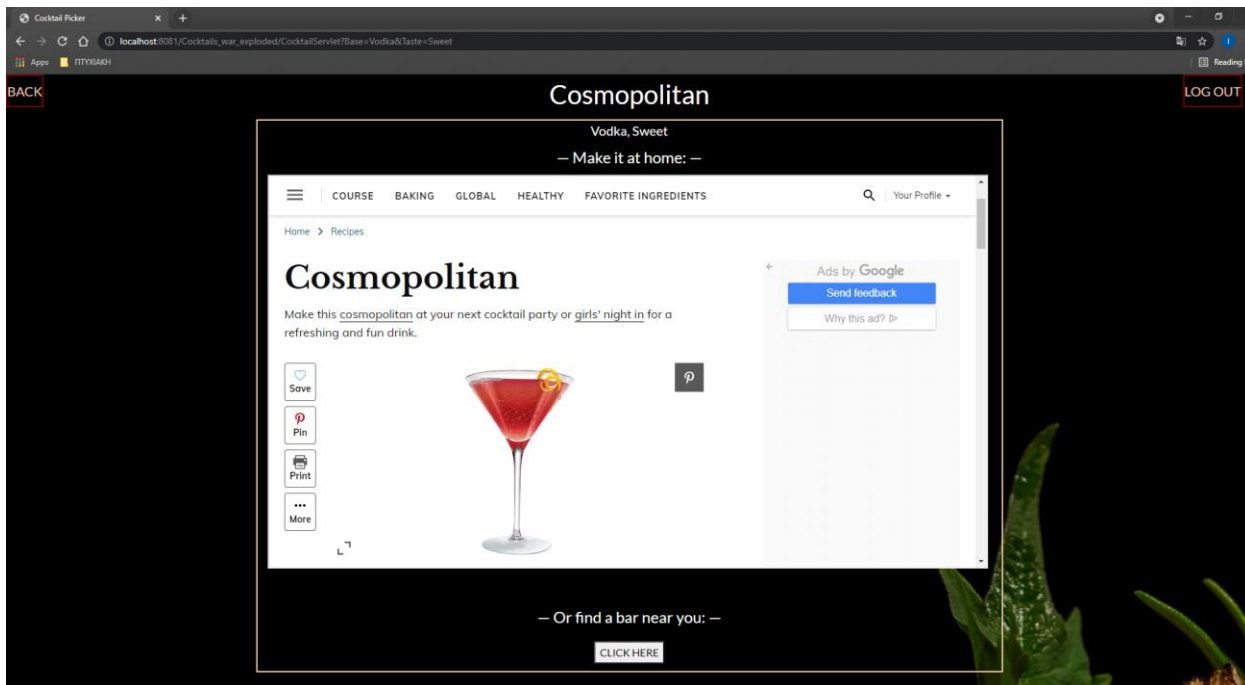 Cocktail Picker
localhost:8081/Cocktails_war_exploded/CocktailServlet?Base=Vodka&Taste=Sweet
Apps ΠΤΥΧΙΑΚΗ Reading
BACK Cosmopolitan LOG OUT
Vodka, Sweet
— Make it at home: —
COURSE BAKING GLOBAL HEALTHY FAVORITE INGREDIENTS Your Profile
Home > Recipes
Cosmopolitan
Make this cosmopolitan at your next cocktail party or girls' night in for a
refreshing and fun drink.
Ads by Google
Send feedback
Why this ad?
Save
Pin
Print
More
— Or find a bar near you: —
CLICK HERE